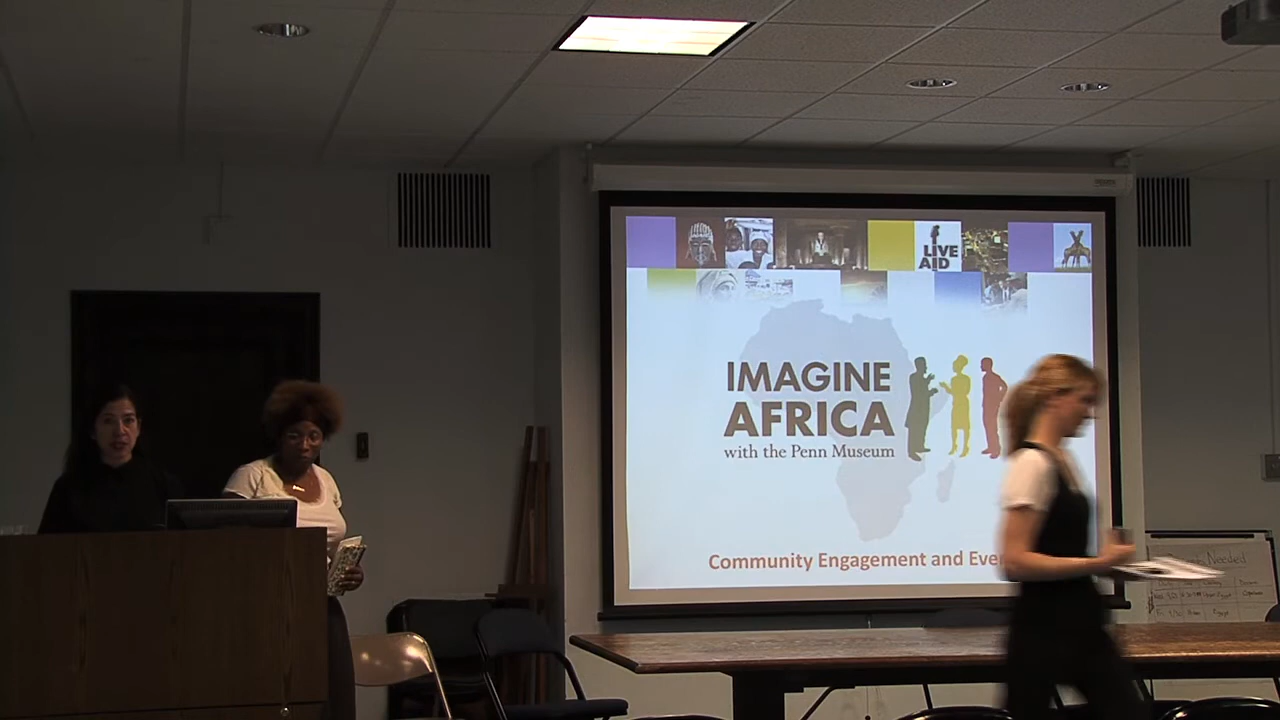 LIVE
AID
IMAGINE
AFRICA
with the Penn Museum
Community Engagement and Eve
Needed